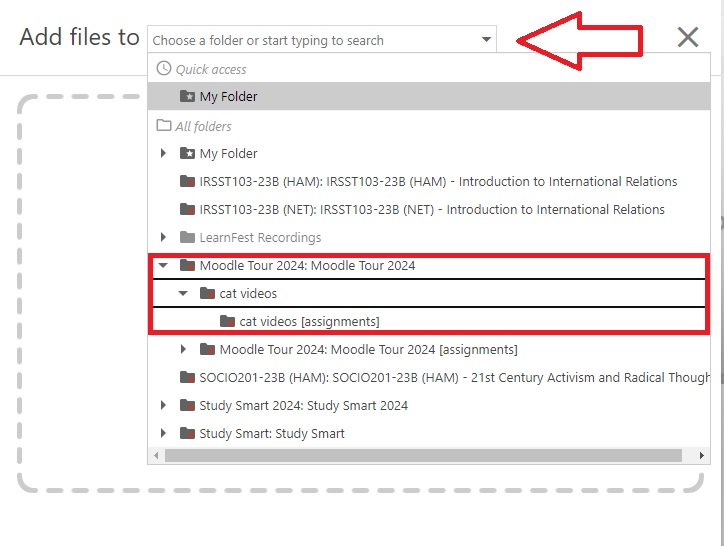 Add files to
Choose a folder or start typing to search
Quick access
My Folder
All folders
My Folder
IRSST103-23B (HAM): IRSST103-23B (HAM) - Introduction to International Relations
IRSST103-23B (NET): IRSST103-23B (NET) - Introduction to International Relations
LearnFest Recordings
Moodle Tour 2024: Moodle Tour 2024
cat videos
cat videos [assignments]
Moodle Tour 2024: Moodle Tour 2024 [assignments]
SOCIO201-23B (HAM): SOCIO201-23B (HAM) - 21st Century Activism and Radical Though
Study Smart 2024: Study Smart 2024
Study Smart: Study Smart